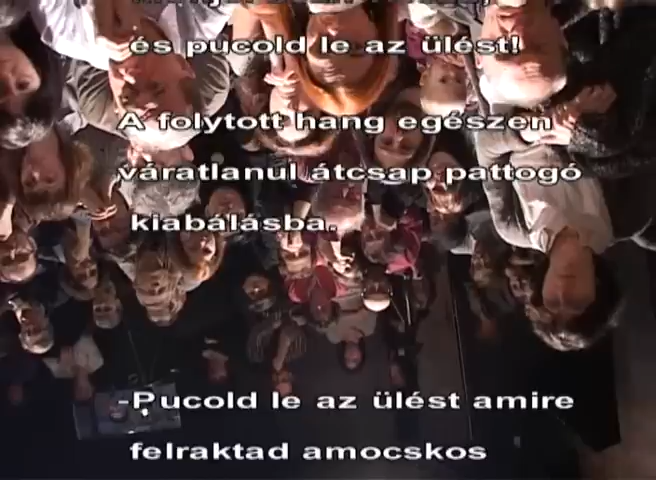 és pucold le az ülést!
A folytott hang egészen
váratlanul átcsap pattogó
kiabálásba.
-Pucold le az ülést amire
felraktad amocskos